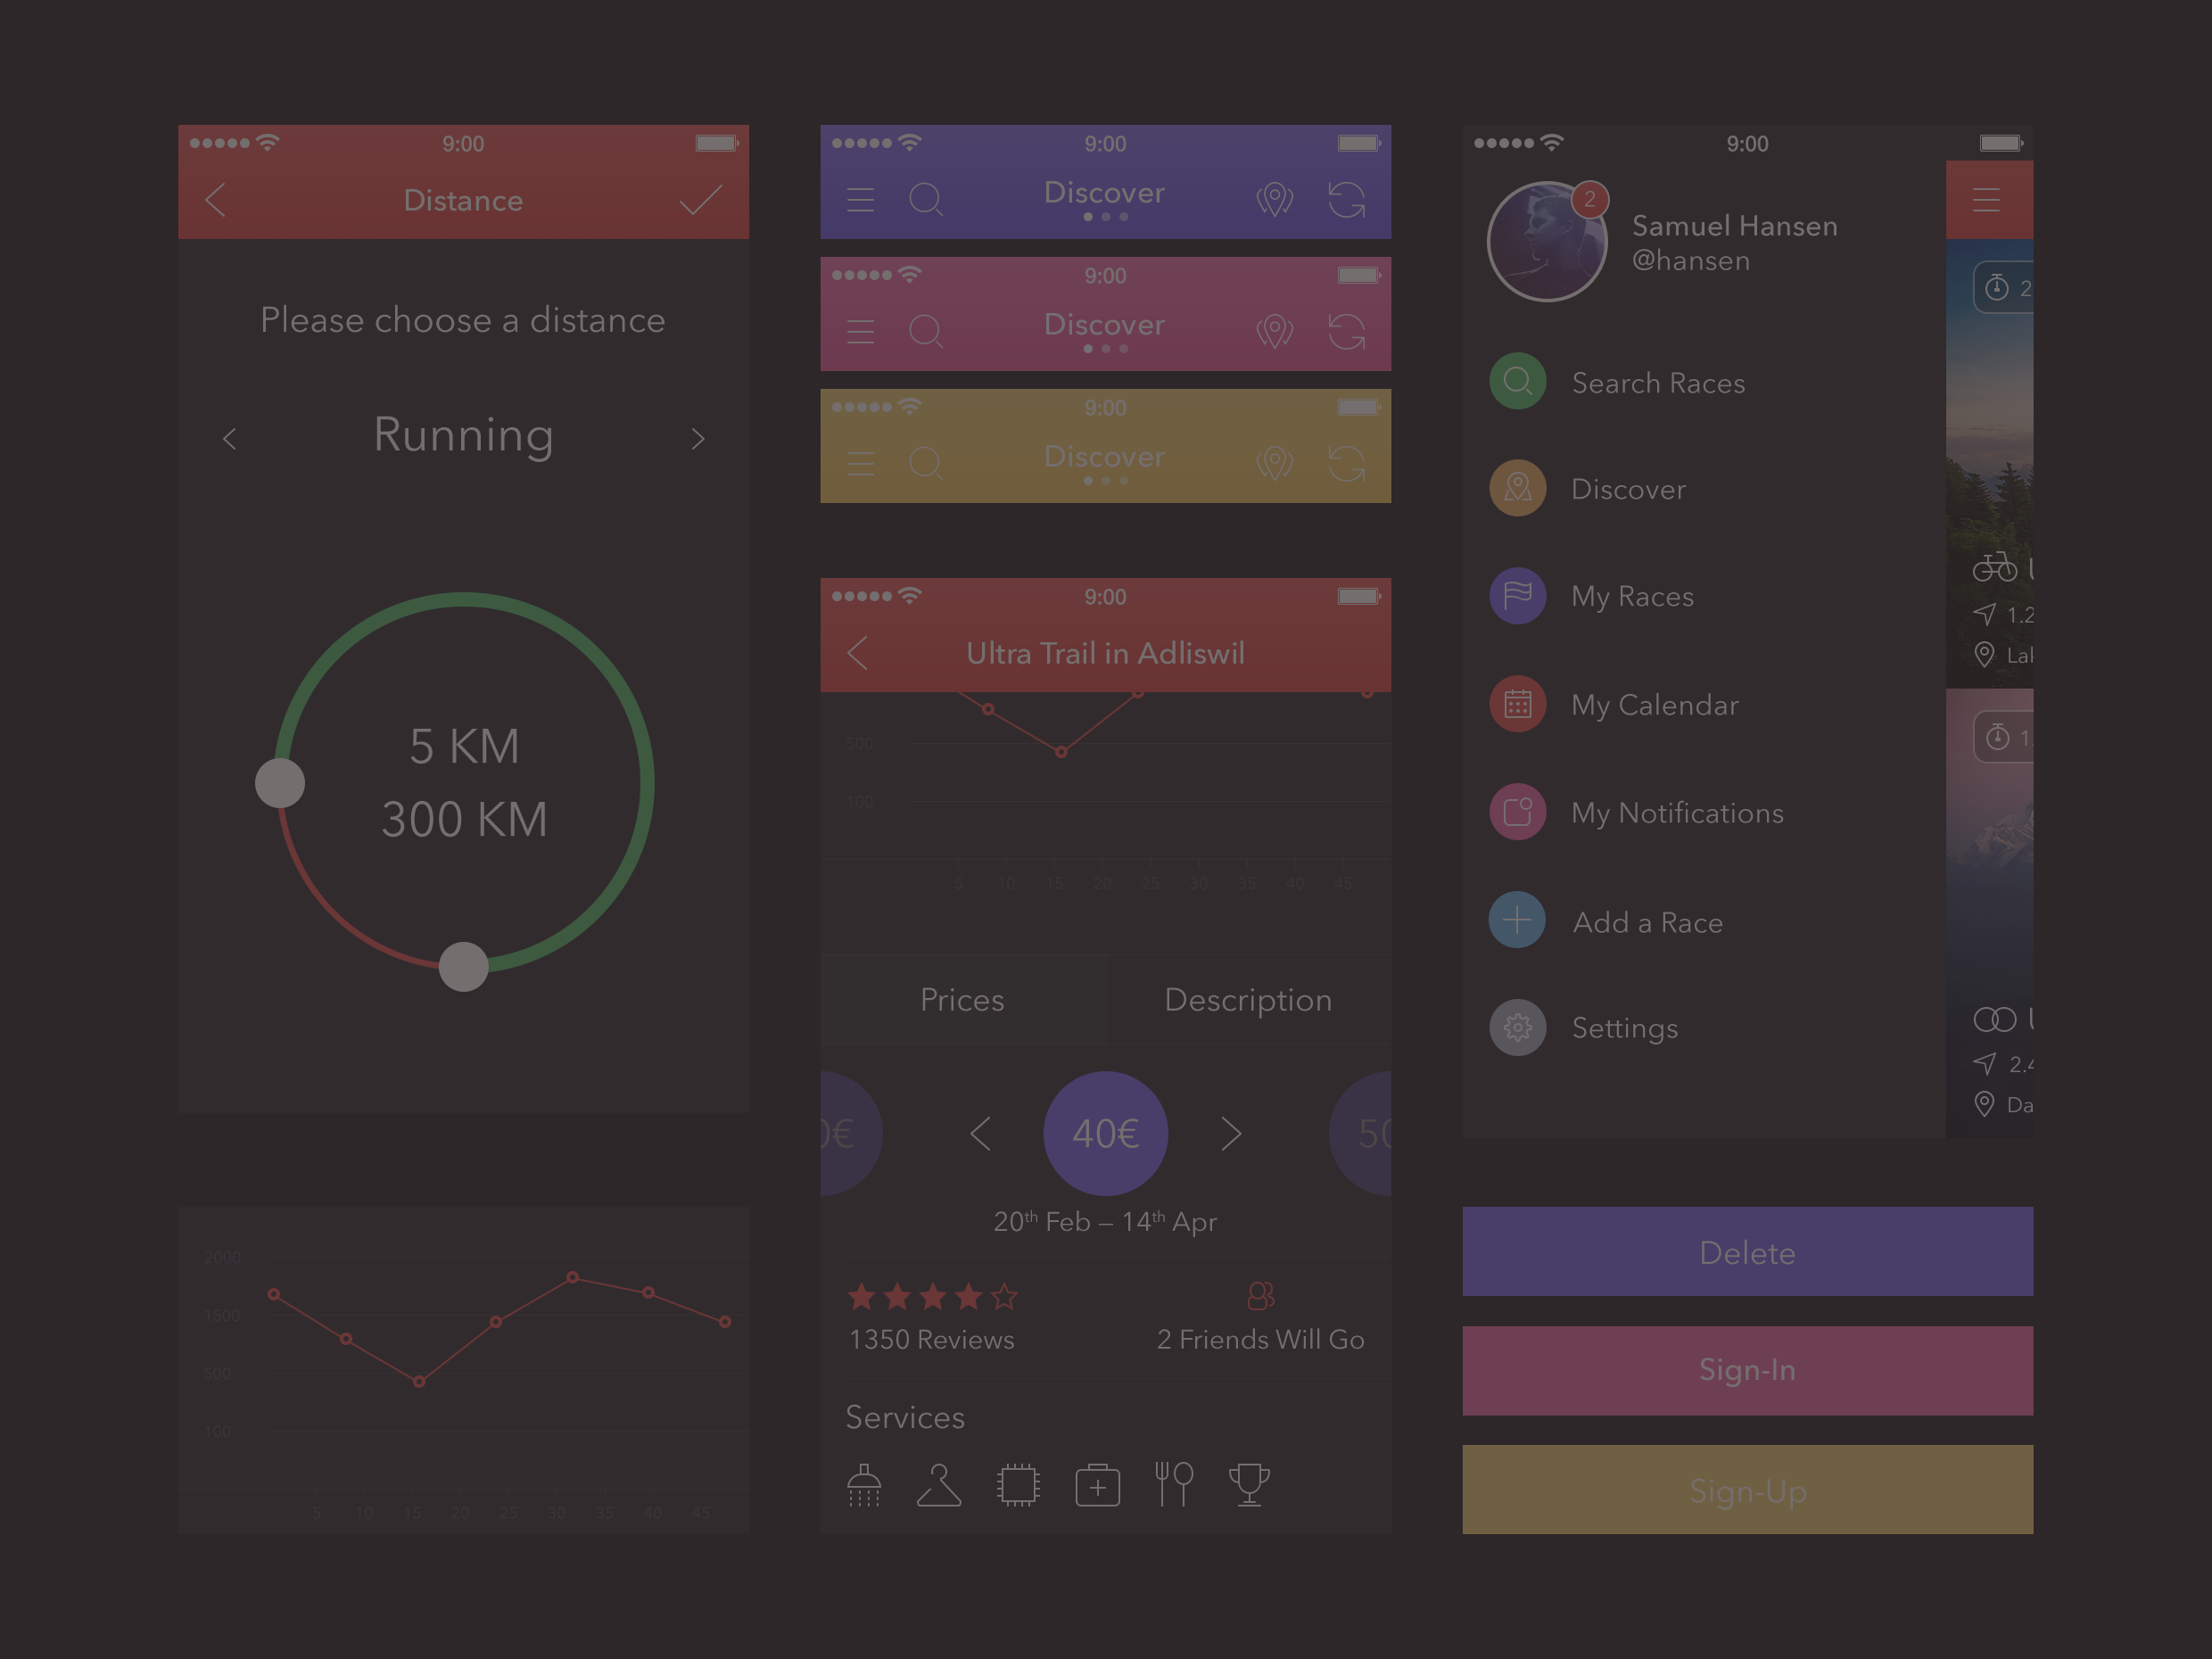 9:00
Distance
Please choose a distance
Running
5 KM
300 KM
2000
1500
500
100
5 10 15 20 25 30 35 40 45
9:00
Discover
9:00
Discover
9:00
Discover
9:00
Ultra Trail in Adliswil
500
100
5 10 15 20 25 30 35 40 45
Prices Description
0€ 40€ 50
20th Feb – 14th Apr
1350 Reviews 2 Friends Will Go
Services
9:00
2
Samuel Hansen
@hansen
Search Races
Discover
My Races
My Calendar
My Notifications
Add a Race
Settings
2
1.2
Lak
1.
2.4
Da
Delete
Sign-In
Sign-Up